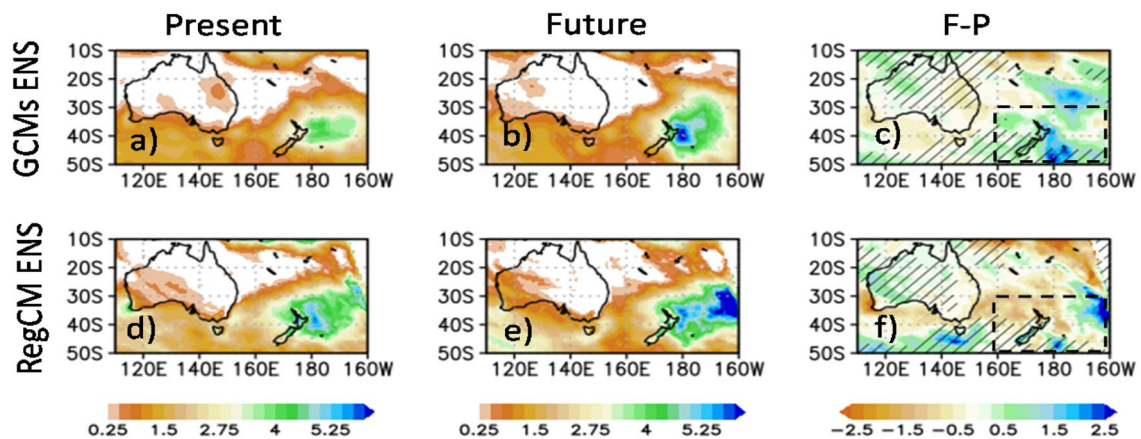 Present Future F-P
GCMs ENS
10S 10S 10S
20S 20S 20S
30S 30S 30S
40S 40S 40S
50S 50S 50S
a) b) c)
120E 140E 160E 180 160W 120E 140E 160E 180 160W 120E 140E 160E 180 160W
RegCM ENS
10S 10S 10S
20S 20S 20S
30S 30S 30S
40S 40S 40S
50S 50S 50S
d) e) f)
120E 140E 160E 180 160W 120E 140E 160E 180 160W 120E 140E 160E 180 160W
0.25 1.5 2.75 4 5.25 0.25 1.5 2.75 4 5.25 -2.5 -1.5 -0.5 0.5 1.5 2.5